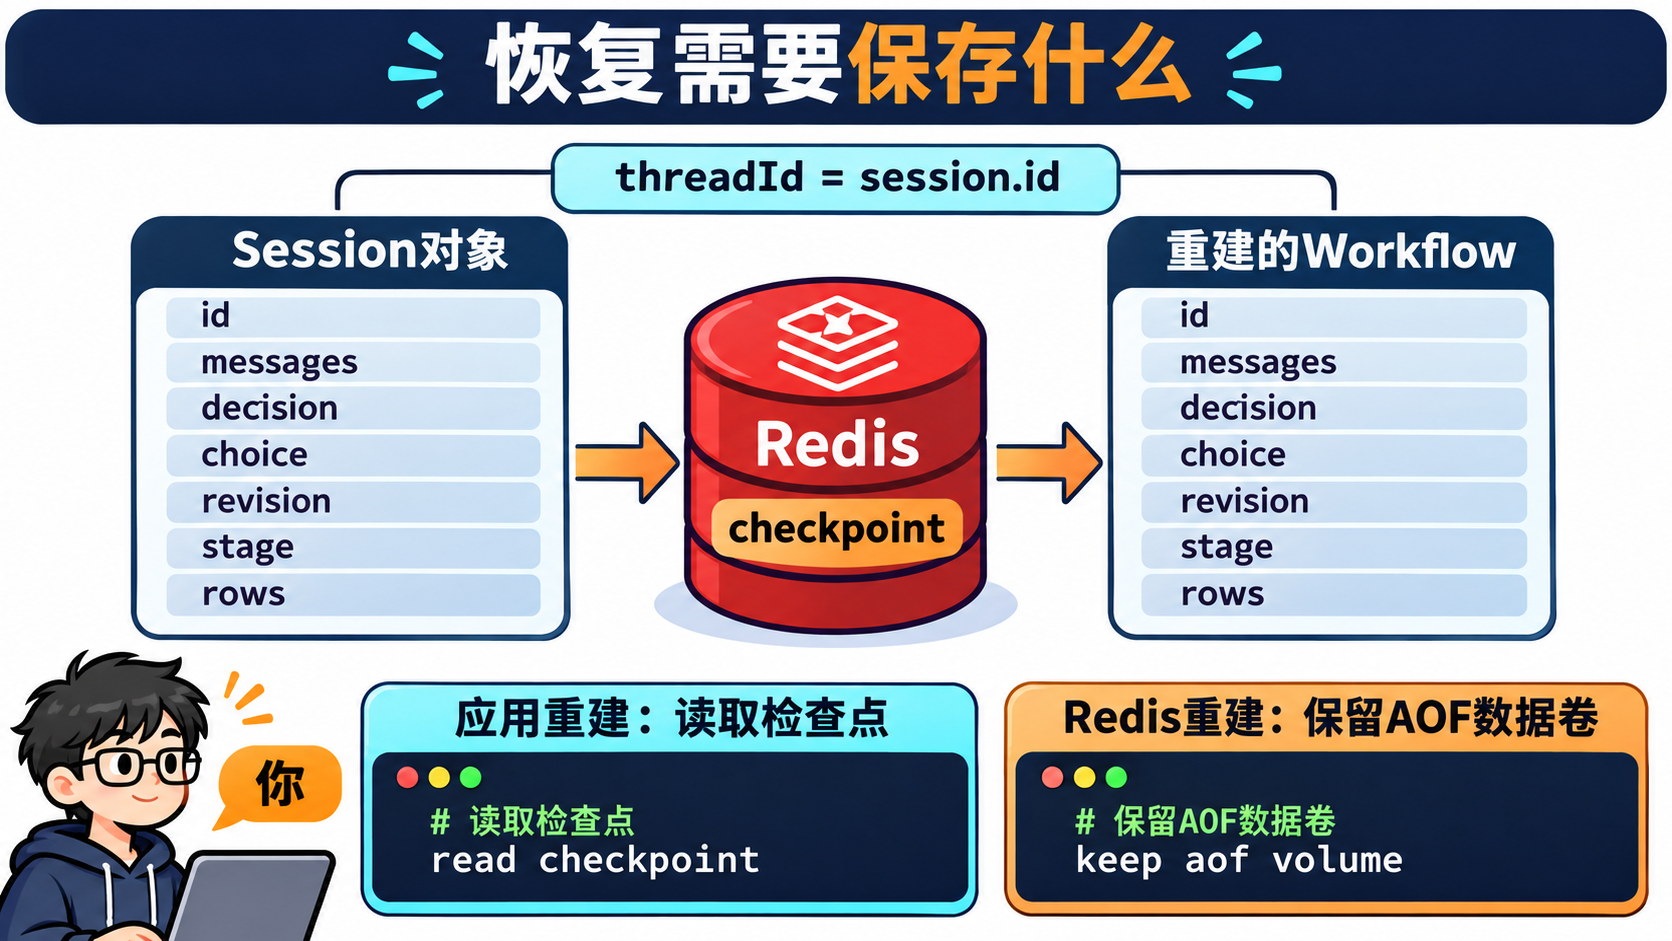 恢复需要保存什么
threadId = session.id
Session对象
id
messages
decision
choice
revision
stage
rows
Redis
checkpoint
重建的Workflow
id
messages
decision
choice
revision
stage
rows
你
应用重建：读取检查点
# 读取检查点
read checkpoint
Redis重建：保留AOF数据卷
# 保留AOF数据卷
keep aof volume